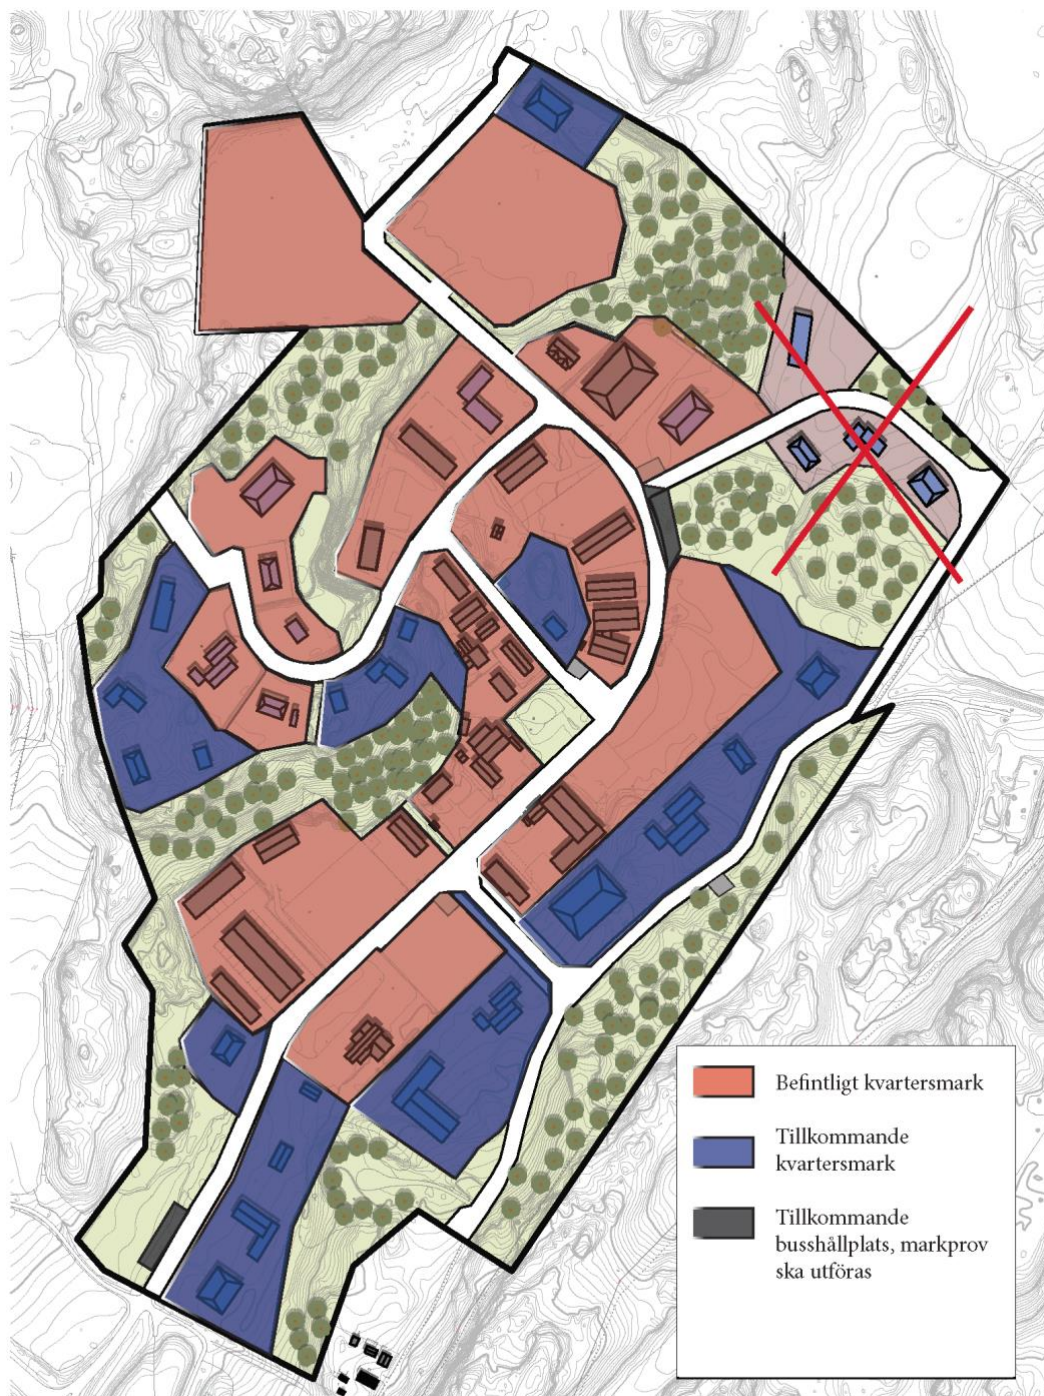 Befintligt kvartersmark
Tillkommande
kvartersmark
Tillkommande
busshållplats, markprov
ska utföras